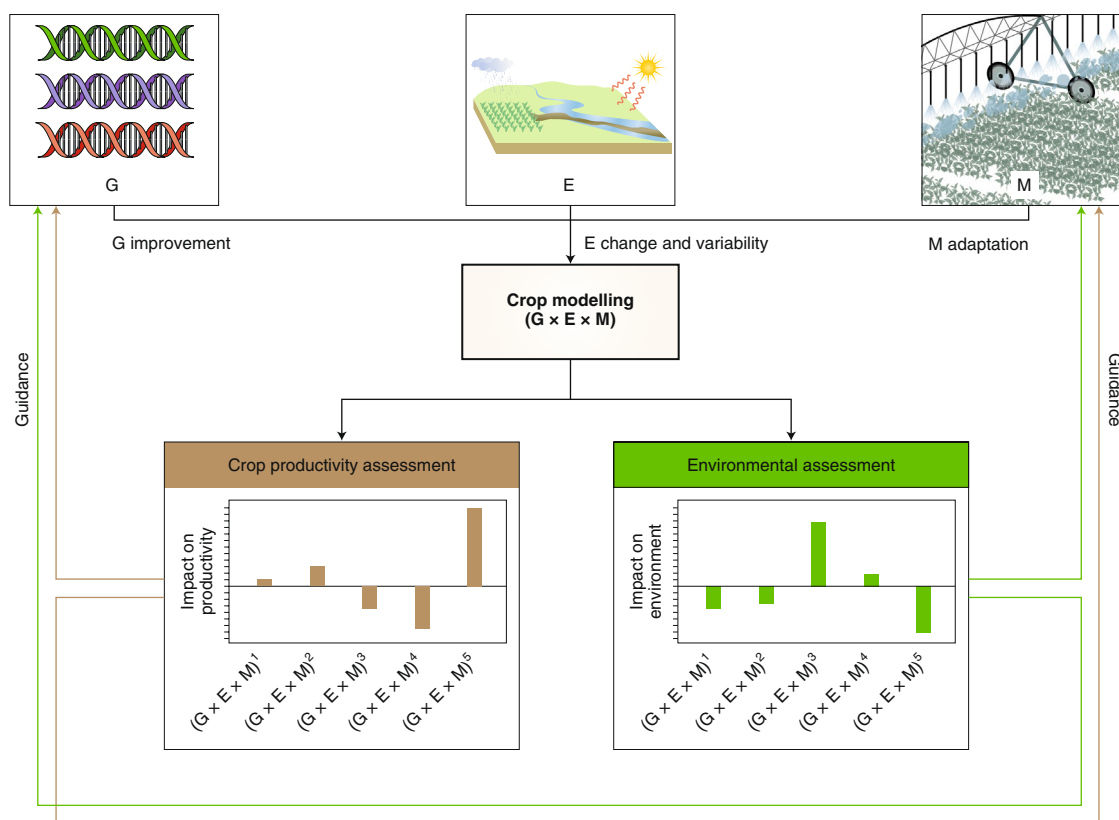 G
E
M
G improvement
E change and variability
M adaptation
Crop modelling
(G × E × M)
Guidance
Guidance
Crop productivity assessment
Impact on
productivity
(G × E × M)¹
(G × E × M)²
(G × E × M)³
(G × E × M)⁴
(G × E × M)⁵
Environmental assessment
Impact on
environment
(G × E × M)¹
(G × E × M)²
(G × E × M)³
(G × E × M)⁴
(G × E × M)⁵